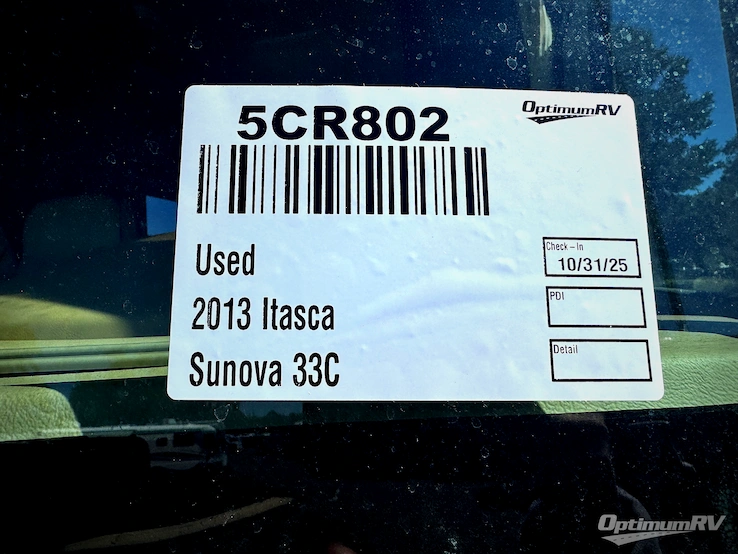 5CR802
OptimumRV
Used
2013 Itasca
Sunova 33C
Check-In
10/31/25
PDI
Detail
OptimumRV